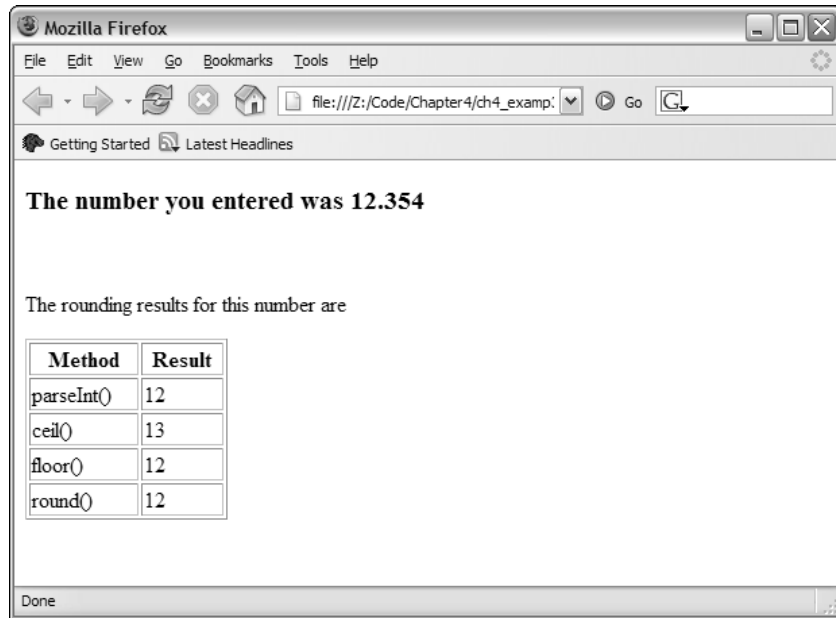 Mozilla Firefox
File Edit View Go Bookmarks Tools Help
file:///Z:/Code/Chapter4/ch4_examp: Go G
Getting Started Latest Headlines
The number you entered was 12.354
The rounding results for this number are
Method Result
parseInt() 12
ceil() 13
floor() 12
round() 12
Done